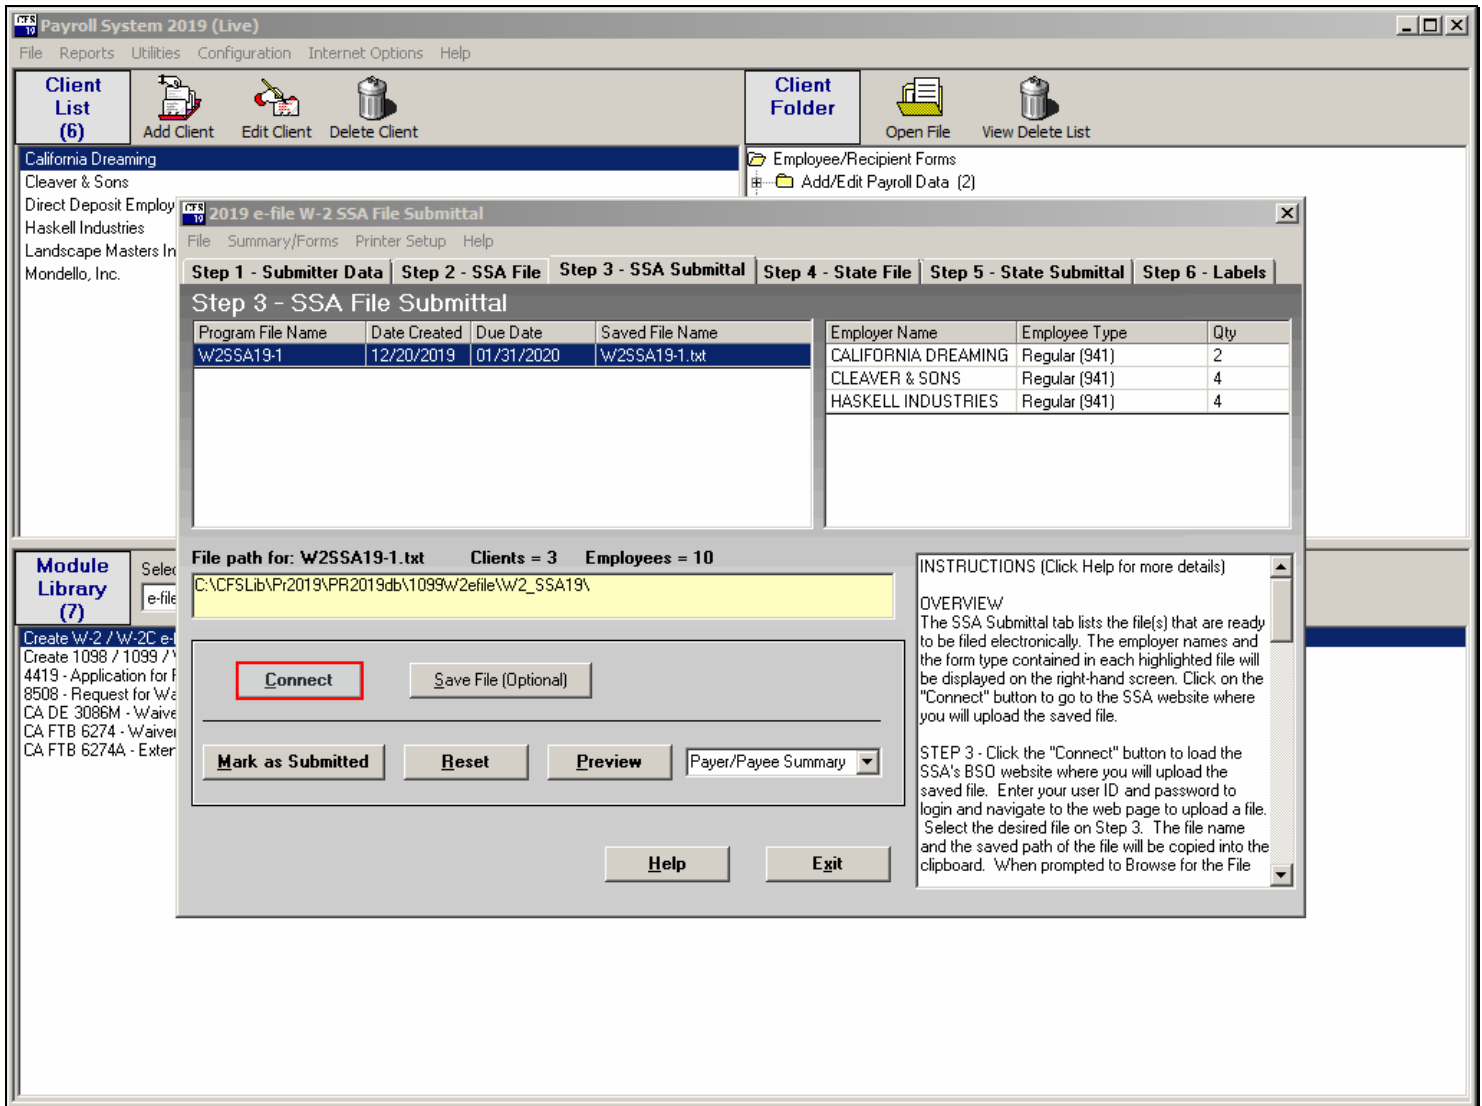 CFS 19 Payroll System 2019 (Live)
File Reports Utilities Configuration Internet Options Help
Client List (6)
Add Client Edit Client Delete Client
Client Folder
Open File View Delete List
California Dreaming
Cleaver & Sons
Direct Deposit Employ
Haskell Industries
Landscape Masters In
Mondello, Inc.
Employee/Recipient Forms
Add/Edit Payroll Data (2)
CFS 19 2019 e-file W-2 SSA File Submittal
File Summary/Forms Printer Setup Help
Step 1 - Submitter Data Step 2 - SSA File Step 3 - SSA Submittal Step 4 - State File Step 5 - State Submittal Step 6 - Labels
Step 3 - SSA File Submittal
Program File Name Date Created Due Date Saved File Name
W2SSA19-1 12/20/2019 01/31/2020 W2SSA19-1.txt
Employer Name Employee Type Qty
CALIFORNIA DREAMING Regular (941) 2
CLEAVER & SONS Regular (941) 4
HASKELL INDUSTRIES Regular (941) 4
File path for: W2SSA19-1.txt Clients = 3 Employees = 10
C:\CFSLib\Pr2019\PR2019db\1099W2efile\W2_SSA19\
Connect Save File (Optional)
Mark as Submitted Reset Preview Payer/Payee Summary
Help Exit
INSTRUCTIONS (Click Help for more details)
OVERVIEW
The SSA Submittal tab lists the file(s) that are ready
to be filed electronically. The employer names and
the form type contained in each highlighted file will
be displayed on the right-hand screen. Click on the
"Connect" button to go to the SSA website where
you will upload the saved file.
STEP 3 - Click the "Connect" button to load the
SSA's BSO website where you will upload the
saved file. Enter your user ID and password to
login and navigate to the web page to upload a file.
Select the desired file on Step 3. The file name
and the saved path of the file will be copied into the
clipboard. When prompted to Browse for the File
Module Library (7)
Selec
e-file
Create W-2 / W-2C e-
Create 1098 / 1099 /
4419 - Application for F
8508 - Request for Wa
CA DE 3086M - Waive
CA FTB 6274 - Waiver
CA FTB 6274A - Exter